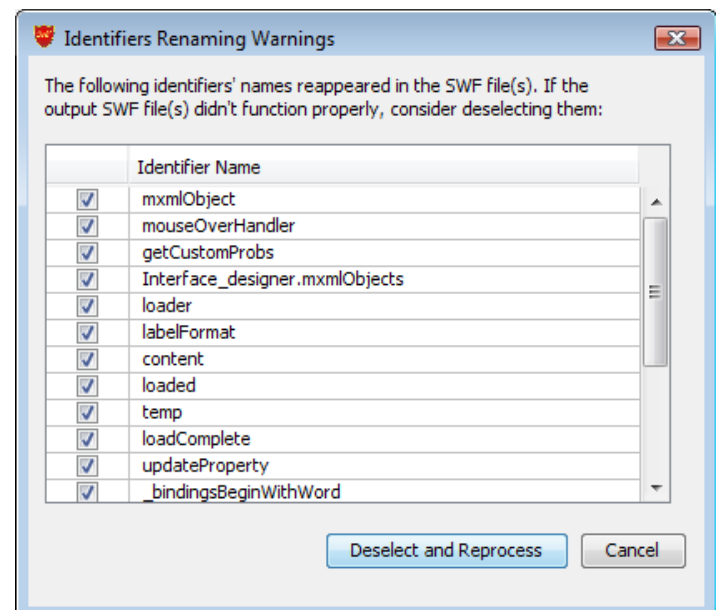 Identifiers Renaming Warnings
The following identifiers' names reappeared in the SWF file(s). If the
output SWF file(s) didn't function properly, consider deselecting them:
Identifier Name
mxmlObject
mouseOverHandler
getCustomProbs
Interface_designer.mxmlObjects
loader
labelFormat
content
loaded
temp
loadComplete
updateProperty
_bindingsBeginWithWord
Deselect and Reprocess Cancel